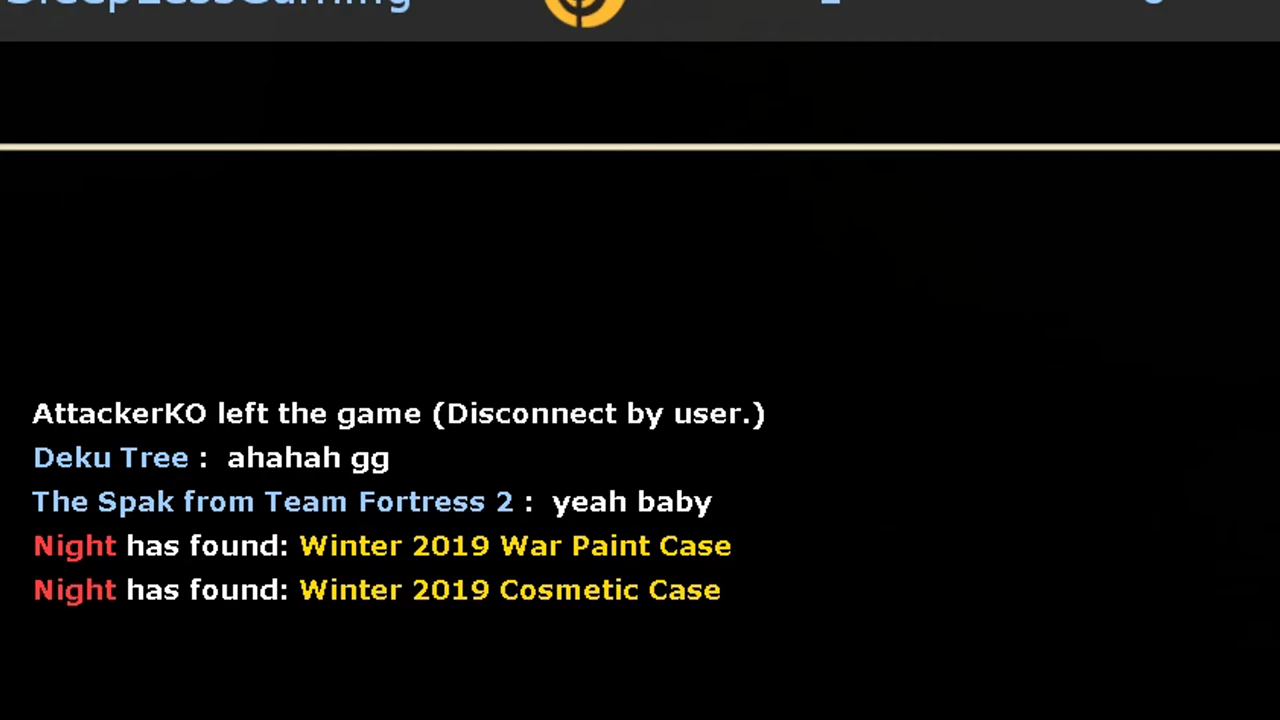 AttackerKO left the game (Disconnect by user.)
Deku Tree :  ahahah gg
The Spak from Team Fortress 2 :  yeah baby
Night has found: Winter 2019 War Paint Case
Night has found: Winter 2019 Cosmetic Case